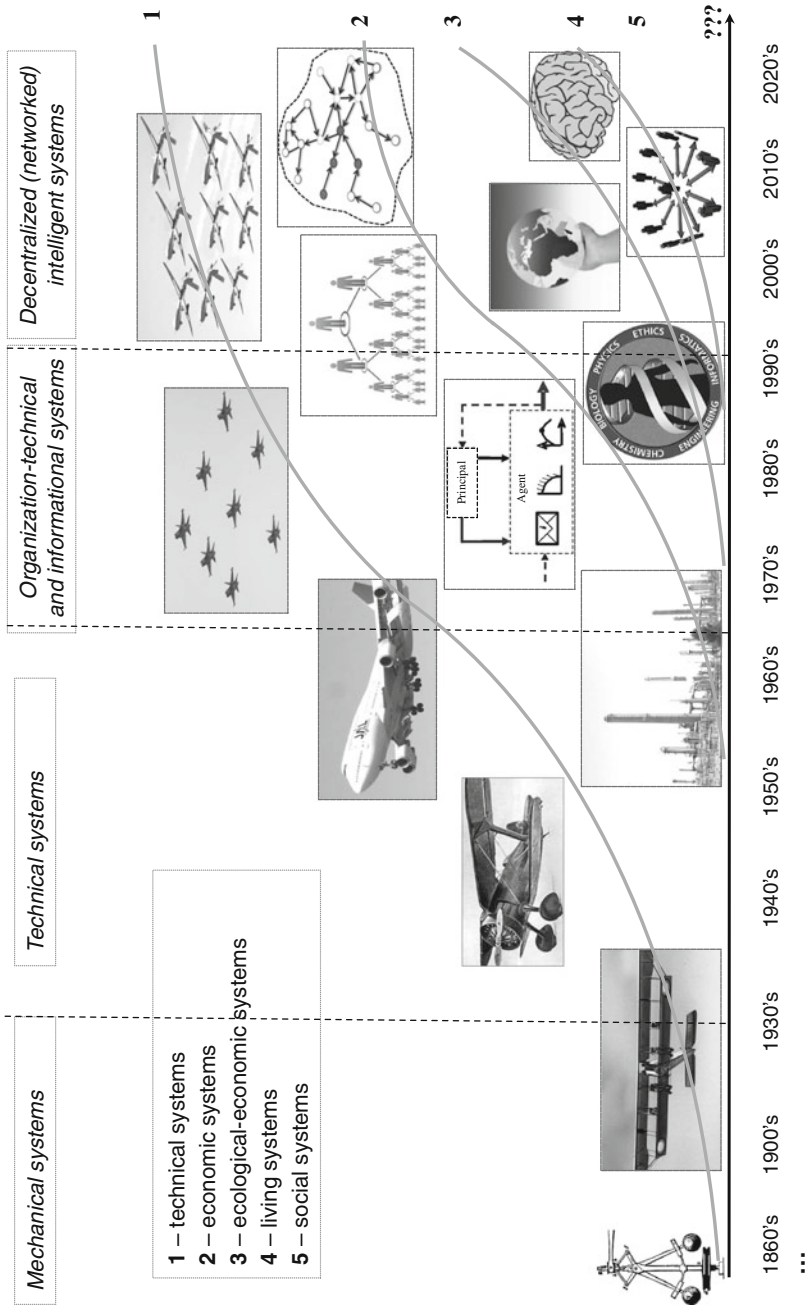 Mechanical systems
Technical systems
Organization-technical
and informational systems
Decentralized (networked)
intelligent systems
1 – technical systems
2 – economic systems
3 – ecological-economic systems
4 – living systems
5 – social systems
1
2
3
4
5
???
Principal
Agent
BIOLOGY PHYSICS ETHICS INFORMATICS ENGINEERING CHEMISTRY
JAL
...
1860's
1900's
1930's
1940's
1950's
1960's
1970's
1980's
1990's
2000's
2010's
2020's